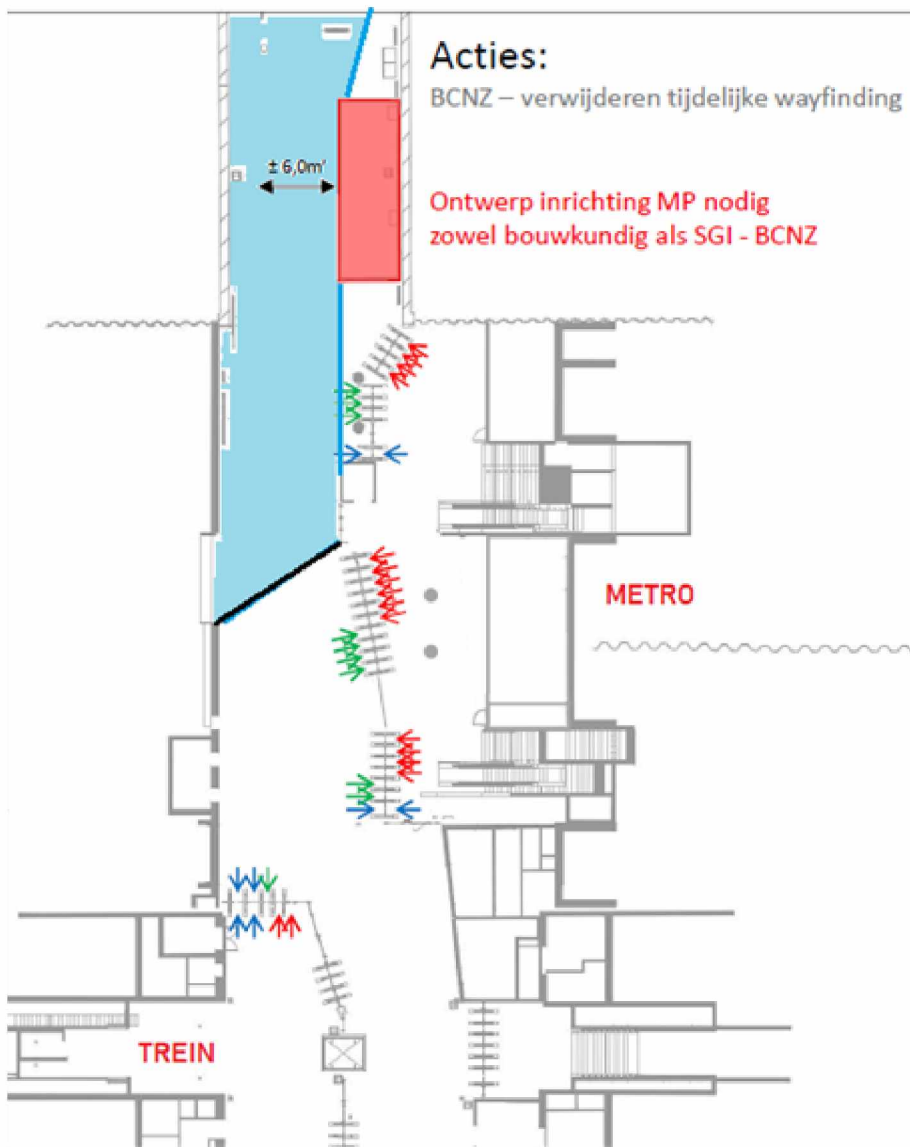 Acties:
BCNZ – verwijderen tijdelijke wayfinding
± 6,0m'
Ontwerp inrichting MP nodig
zowel bouwkundig als SGI - BCNZ
METRO
TREIN